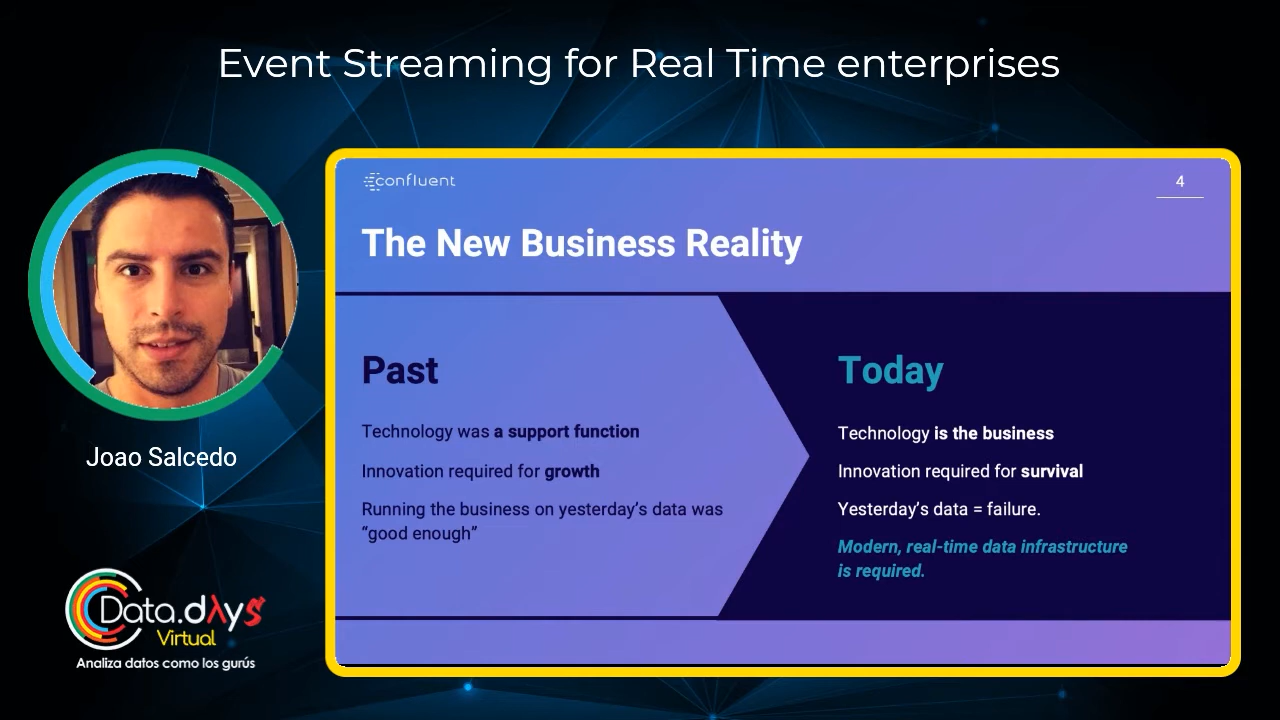 Event Streaming for Real Time enterprises
confluent
4
The New Business Reality
Past
Technology was a support function
Innovation required for growth
Running the business on yesterday’s data was
“good enough”
Today
Technology is the business
Innovation required for survival
Yesterday’s data = failure.
Modern, real-time data infrastructure
is required.
Joao Salcedo
Data.dAys
Virtual
Analiza datos como los gurús